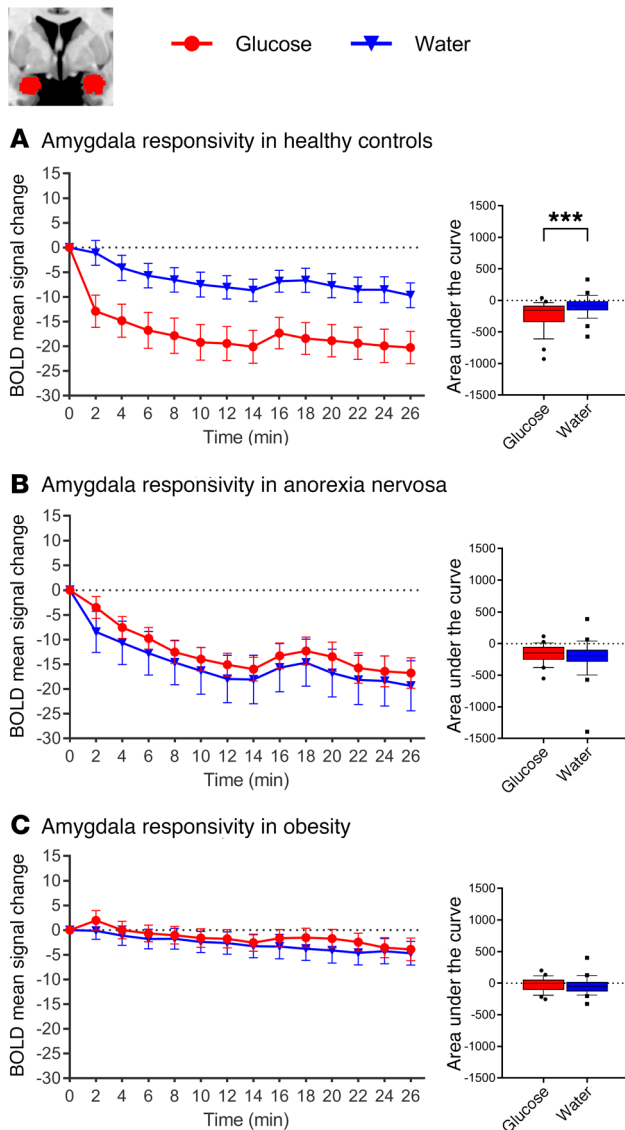 Glucose Water
A Amygdala responsivity in healthy controls
BOLD mean signal change
15
10
5
0
-5
-10
-15
-20
-25
-30
0 2 4 6 8 10 12 14 16 18 20 22 24 26
Time (min)
Area under the curve
1500
1000
500
0
-500
-1000
-1500
***
Glucose
Water
B Amygdala responsivity in anorexia nervosa
BOLD mean signal change
15
10
5
0
-5
-10
-15
-20
-25
-30
0 2 4 6 8 10 12 14 16 18 20 22 24 26
Time (min)
Area under the curve
1500
1000
500
0
-500
-1000
-1500
Glucose
Water
C Amygdala responsivity in obesity
BOLD mean signal change
15
10
5
0
-5
-10
-15
-20
-25
-30
0 2 4 6 8 10 12 14 16 18 20 22 24 26
Time (min)
Area under the curve
1500
1000
500
0
-500
-1000
-1500
Glucose
Water